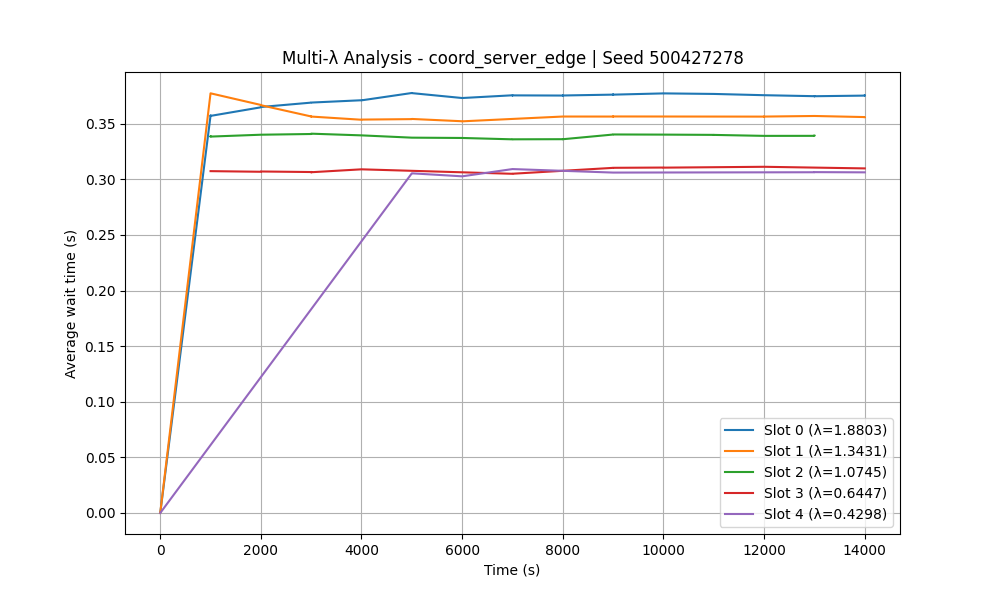 Multi-λ Analysis - coord_server_edge | Seed 500427278
Average wait time (s)
0.35
0.30
0.25
0.20
0.15
0.10
0.05
0.00
Slot 0 (λ=1.8803)
Slot 1 (λ=1.3431)
Slot 2 (λ=1.0745)
Slot 3 (λ=0.6447)
Slot 4 (λ=0.4298)
0 2000 4000 6000 8000 10000 12000 14000
Time (s)